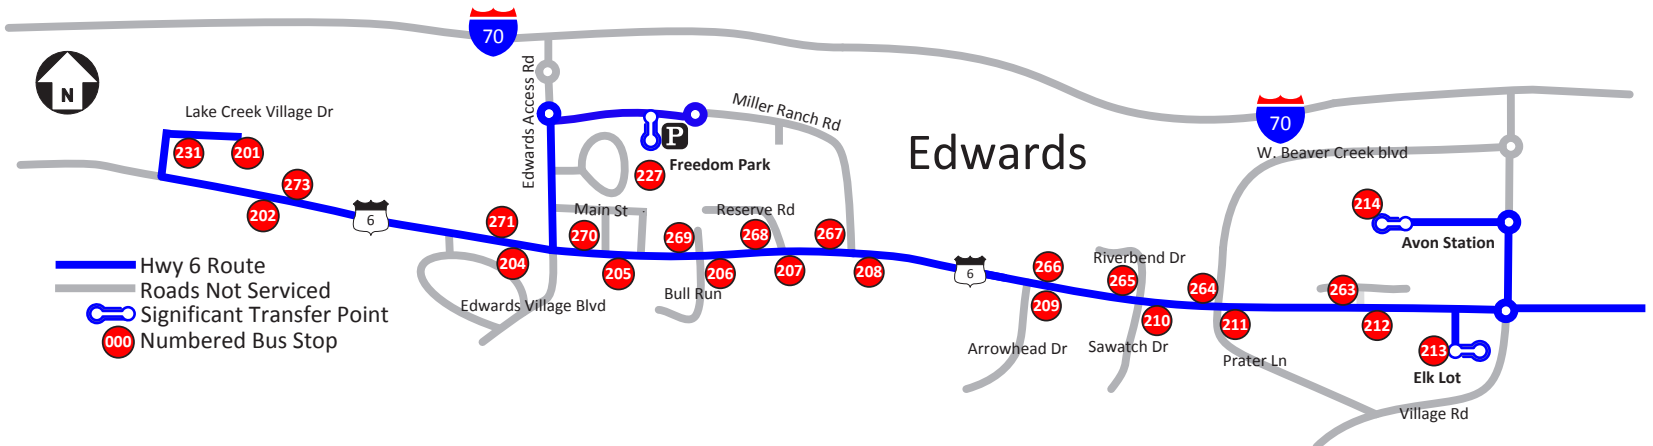 70
N
Lake Creek Village Dr
231
201
273
202
6
271
204
Edwards Access Rd
P
Freedom Park
227
Miller Ranch Rd
Edwards
70
W. Beaver Creek blvd
214
Avon Station
Main St
Reserve Rd
270
269
268
267
205
206
207
208
Bull Run
Edwards Village Blvd
6
266
209
Riverbend Dr
265
264
263
210
211
212
Arrowhead Dr
Sawatch Dr
Prater Ln
213
Elk Lot
Village Rd
Hwy 6 Route
Roads Not Serviced
Significant Transfer Point
000 Numbered Bus Stop